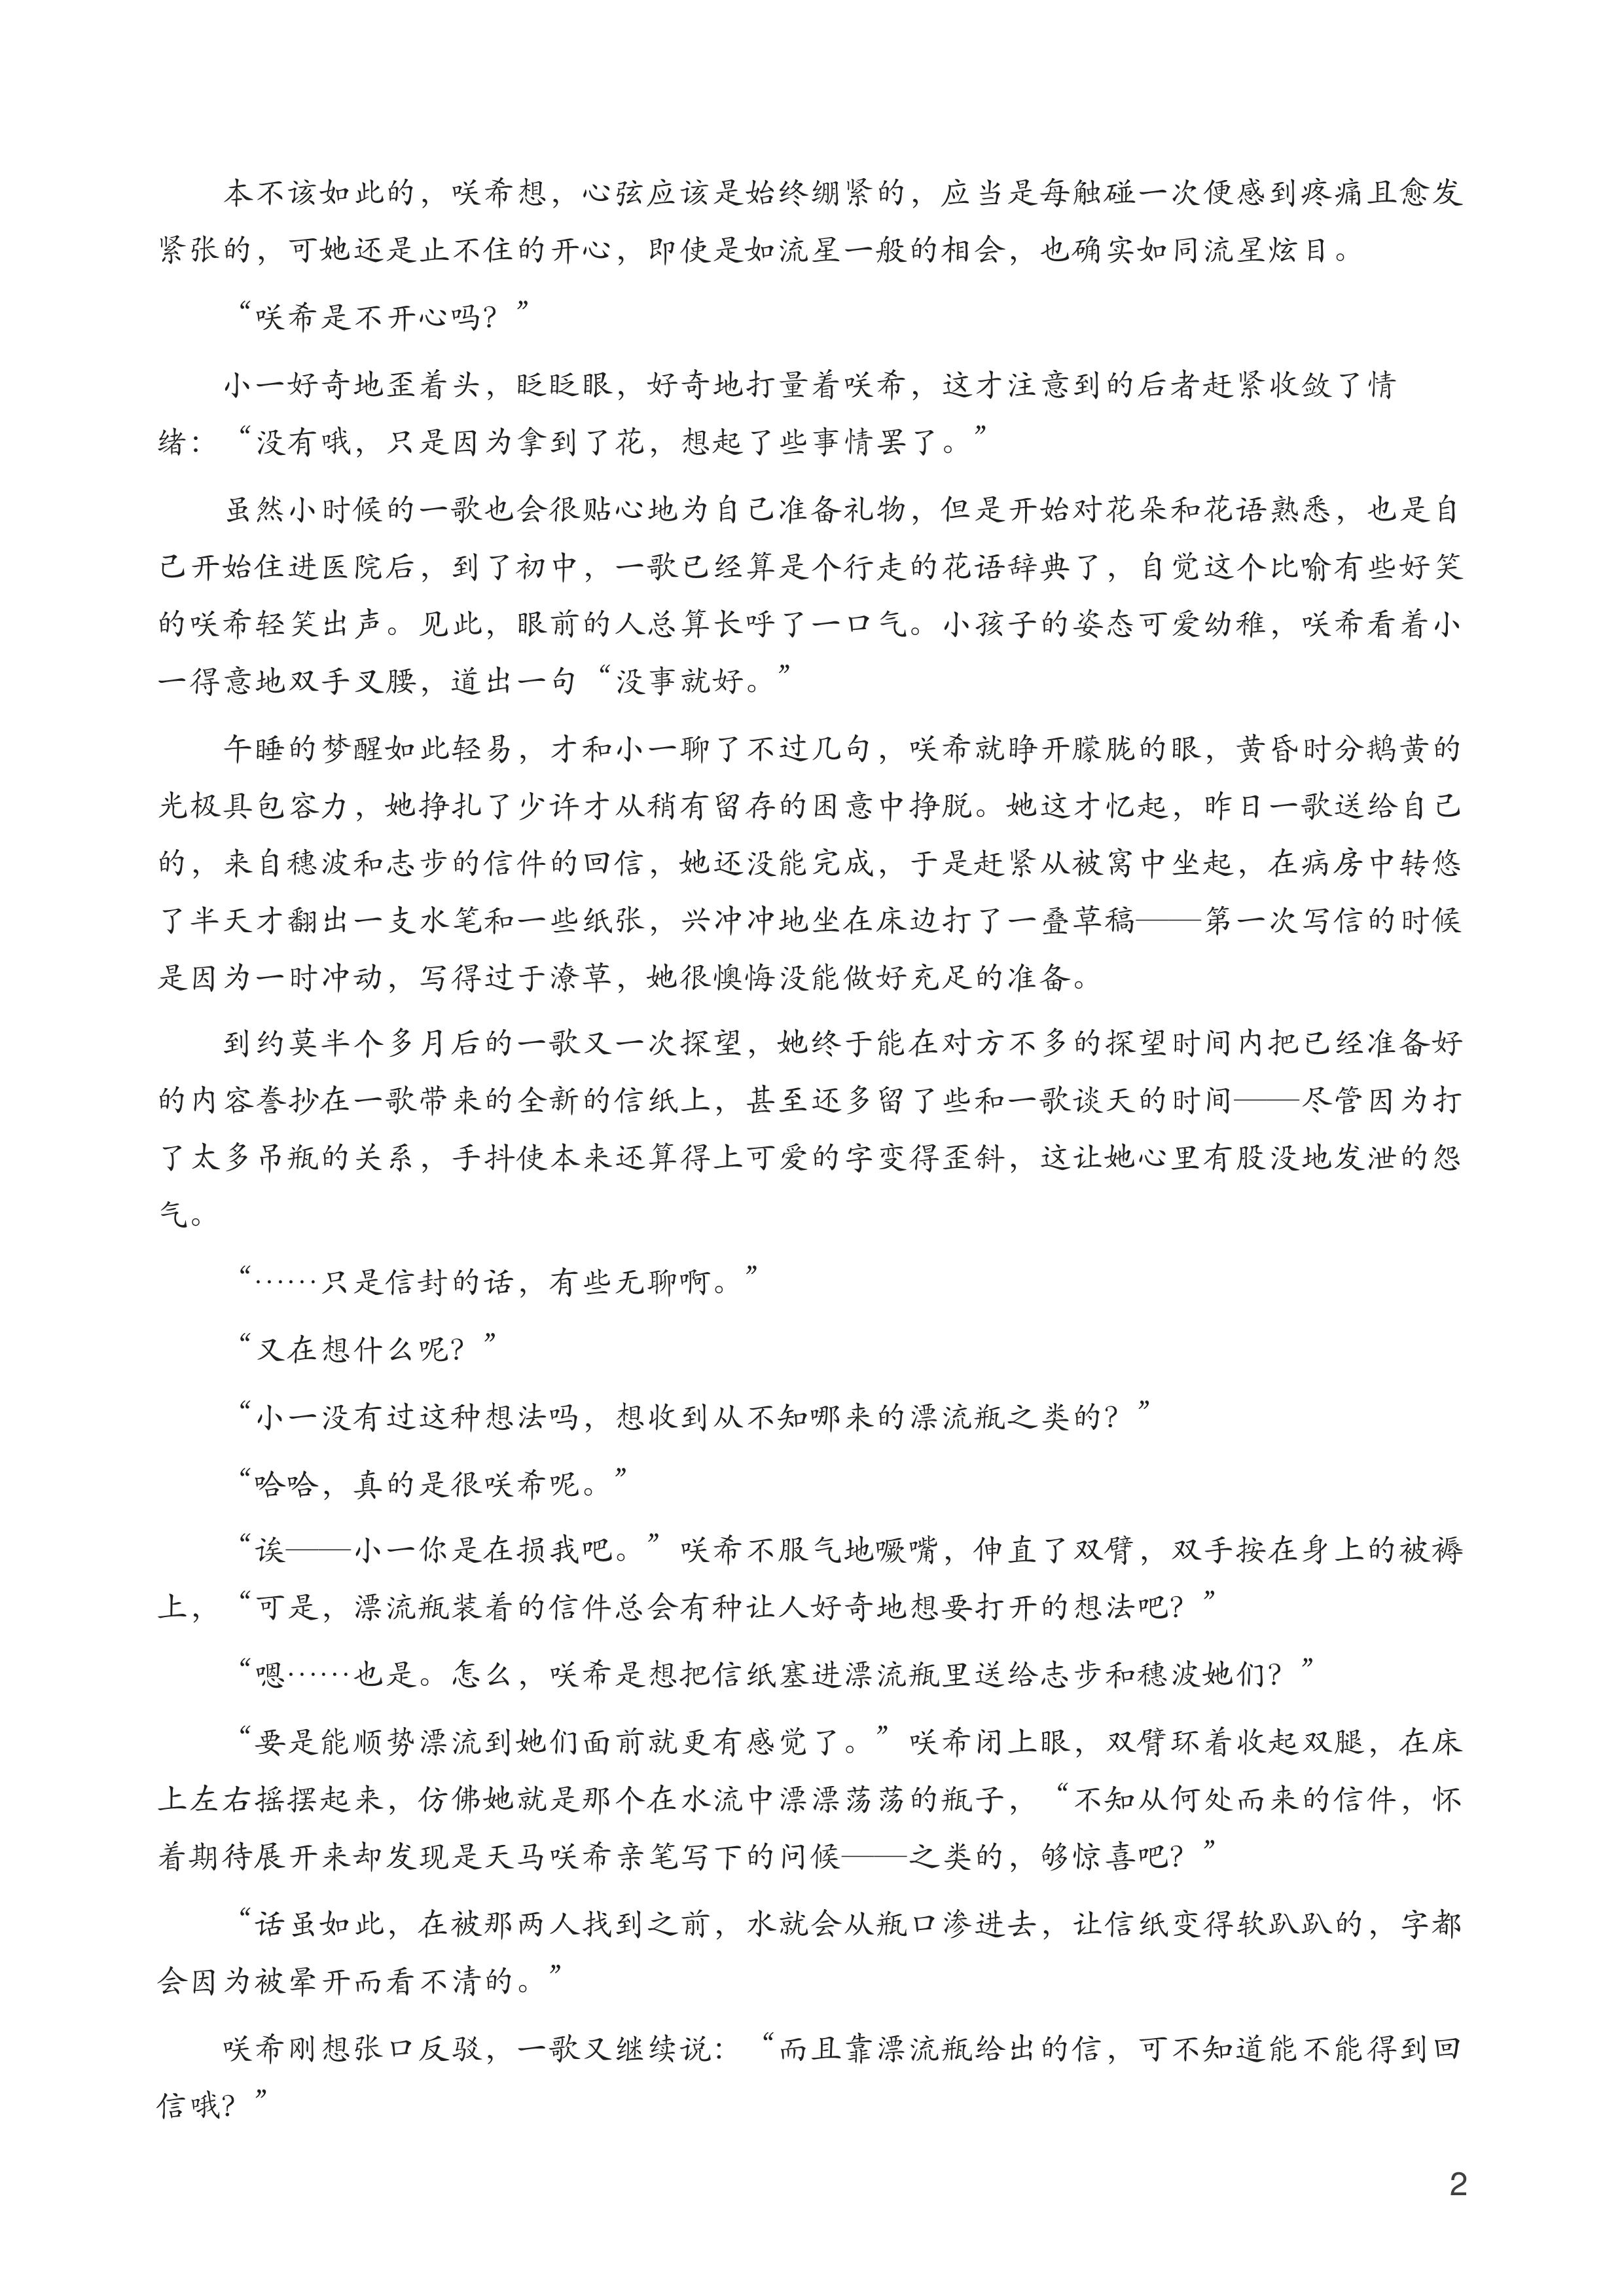 本不该如此的，咲希想，心弦应该是始终绷紧的，应当是每触碰一次便感到疼痛且愈发
紧张的，可她还是止不住的开心，即使是如流星一般的相会，也确实如同流星炫目。
“咲希是不开心吗？”
小一好奇地歪着头，眨眨眼，好奇地打量着咲希，这才注意到的后者赶紧收敛了情
绪：“没有哦，只是因为拿到了花，想起了些事情罢了。”
虽然小时候的一歌也会很贴心地为自己准备礼物，但是开始对花朵和花语熟悉，也是自
己开始住进医院后，到了初中，一歌已经算是个行走的花语辞典了，自觉这个比喻有些好笑
的咲希轻笑出声。见此，眼前的人总算长呼了一口气。小孩子的姿态可爱幼稚，咲希看着小
一得意地双手叉腰，道出一句“没事就好。”
午睡的梦醒如此轻易，才和小一聊了不过几句，咲希就睁开朦胧的眼，黄昏时分鹅黄的
光极具包容力，她挣扎了少许才从稍有留存的困意中挣脱。她这才忆起，昨日一歌送给自己
的，来自穗波和志步的信件的回信，她还没能完成，于是赶紧从被窝中坐起，在病房中转悠
了半天才翻出一支水笔和一些纸张，兴冲冲地坐在床边打了一叠草稿——第一次写信的时候
是因为一时冲动，写得过于潦草，她很懊悔没能做好充足的准备。
到约莫半个多月后的一歌又一次探望，她终于能在对方不多的探望时间内把已经准备好
的内容誊抄在一歌带来的全新的信纸上，甚至还多留了些和一歌谈天的时间——尽管因为打
了太多吊瓶的关系，手抖使本来还算得上可爱的字变得歪斜，这让她心里有股没地发泄的怨
气。
“……只是信封的话，有些无聊啊。”
“又在想什么呢？”
“小一没有过这种想法吗，想收到从不知哪来的漂流瓶之类的？”
“哈哈，真的是很咲希呢。”
“诶——小一你是在损我吧。”咲希不服气地噘嘴，伸直了双臂，双手按在身上的被褥
上，“可是，漂流瓶装着的信件总会有种让人好奇地想要打开的想法吧？”
“嗯……也是。怎么，咲希是想把信纸塞进漂流瓶里送给志步和穗波她们？”
“要是能顺势漂流到她们面前就更有感觉了。”咲希闭上眼，双臂环着收起双腿，在床
上左右摇摆起来，仿佛她就是那个在水流中漂漂荡荡的瓶子，“不知从何处而来的信件，怀
着期待展开来却发现是天马咲希亲笔写下的问候——之类的，够惊喜吧？”
“话虽如此，在被那两人找到之前，水就会从瓶口渗进去，让信纸变得软趴趴的，字都
会因为被晕开而看不清的。”
咲希刚想张口反驳，一歌又继续说：“而且靠漂流瓶给出的信，可不知道能不能得到回
信哦？”
2